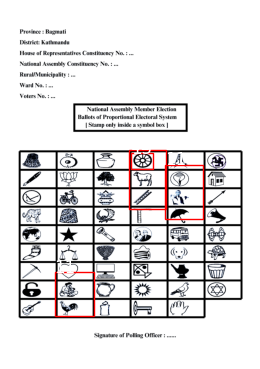 Province : Bagmati
District: Kathmandu
House of Representatives Constituency No. : ...
National Assembly Constituency No. : ...
Rural/Municipality : ...
Ward No. : ...
Voters No. : ...
National Assembly Member Election
Ballots of Proportional Electoral System
[ Stamp only inside a symbol box ]
Signature of Polling Officer : ......